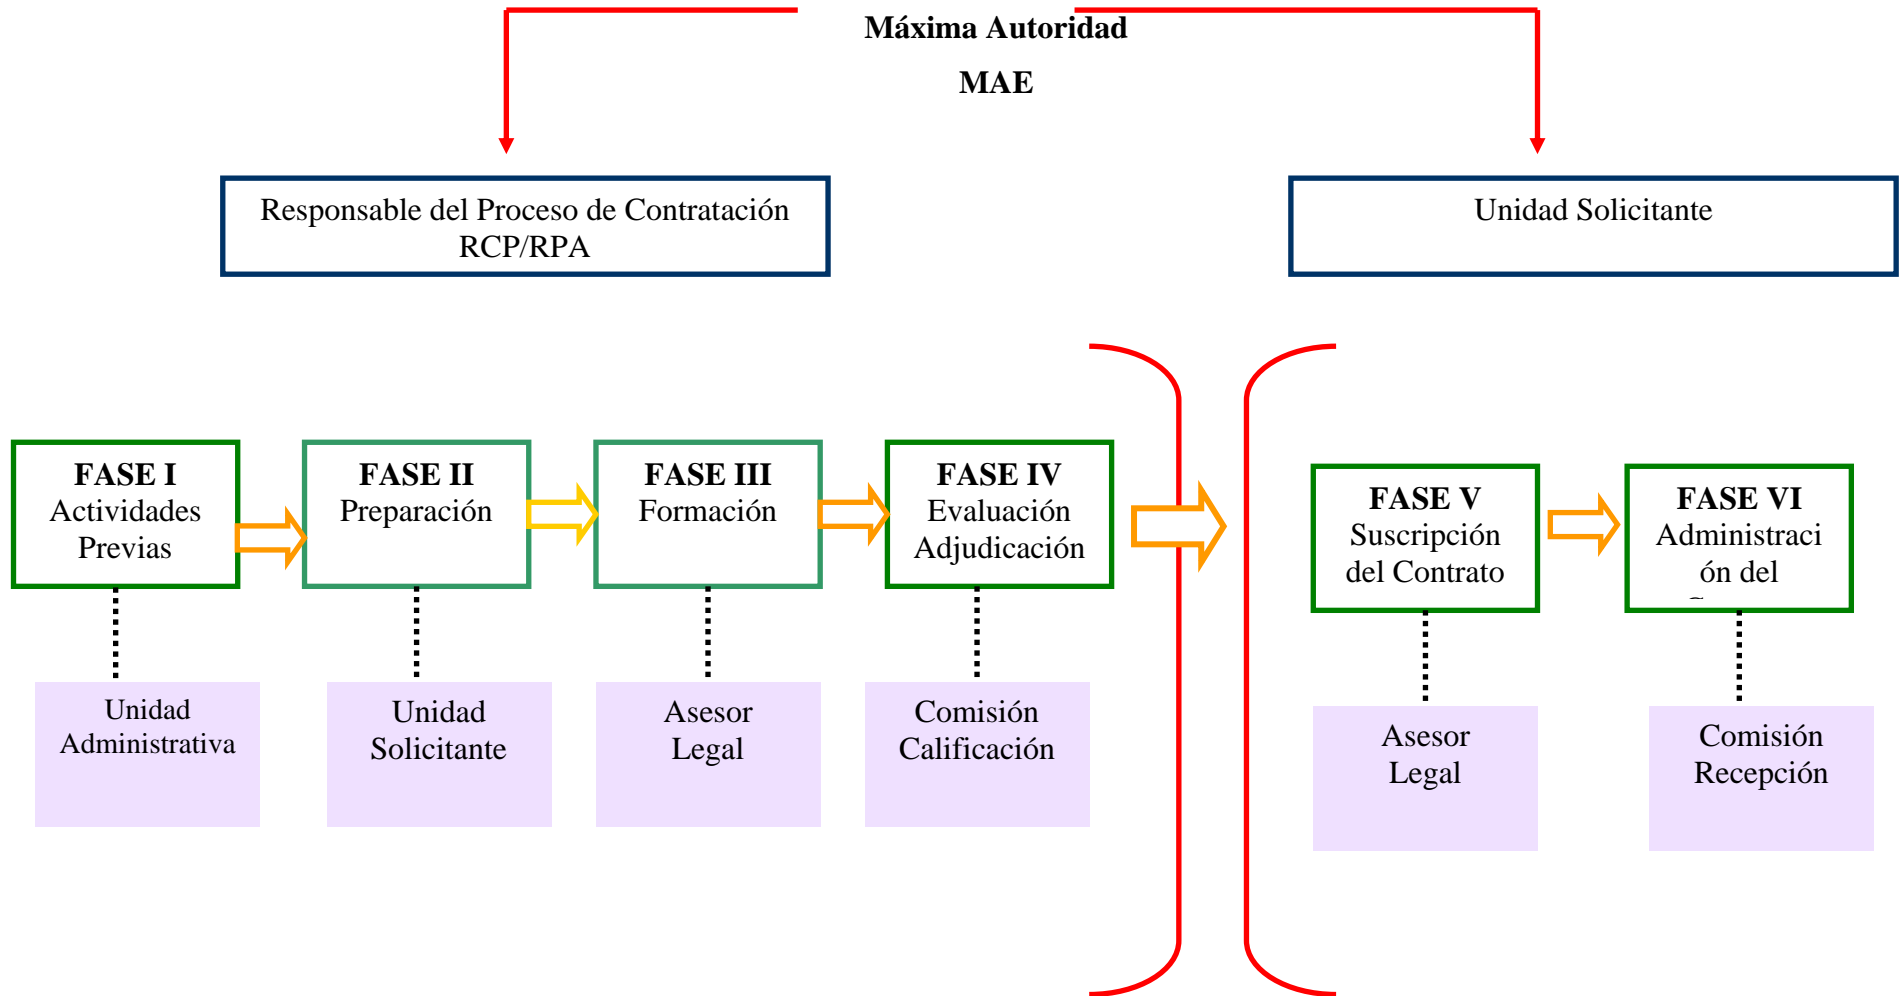 Máxima Autoridad
MAE
Responsable del Proceso de Contratación
RCP/RPA
Unidad Solicitante
FASE I
Actividades
Previas
FASE II
Preparación
FASE III
Formación
FASE IV
Evaluación
Adjudicación
FASE V
Suscripción
del Contrato
FASE VI
Administraci
ón del
Unidad
Administrativa
Unidad
Solicitante
Asesor
Legal
Comisión
Calificación
Asesor
Legal
Comisión
Recepción